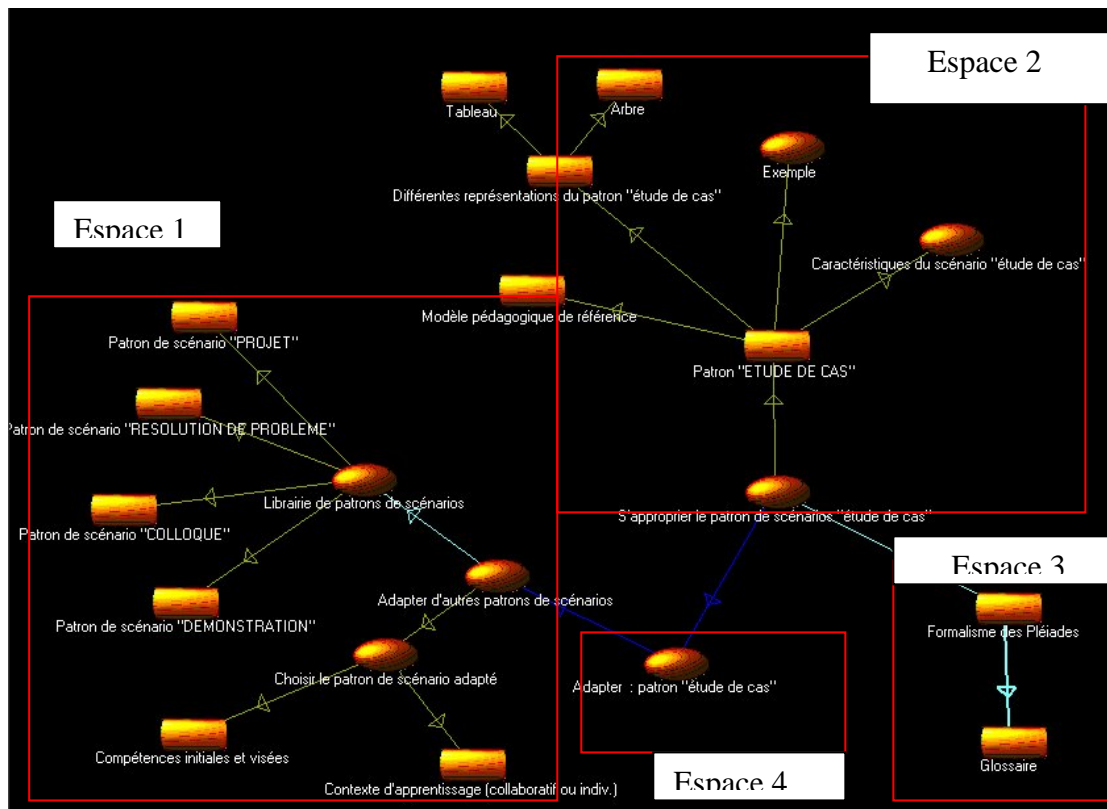 Espace 2
Tableau
Arbre
Exemple
Différentes représentations du patron "étude de cas"
Espace 1
Caractéristiques du scénario "étude de cas"
Modèle pédagogique de référence
Patron de scénario "PROJET"
Patron "ETUDE DE CAS"
Patron de scénario "RESOLUTION DE PROBLEME"
Librairie de patrons de scénarios
S'approprier le patron de scénarios "étude de cas"
Patron de scénario "COLLOQUE"
Espace 3
Adapter d'autres patrons de scénarios
Patron de scénario "DEMONSTRATION"
Formalisme des Pléiades
Choisir le patron de scénario adapté
Adapter : patron "étude de cas"
Compétences initiales et visées
Glossaire
Espace 4
Contexte d'apprentissage (collaboratif ou indiv.)